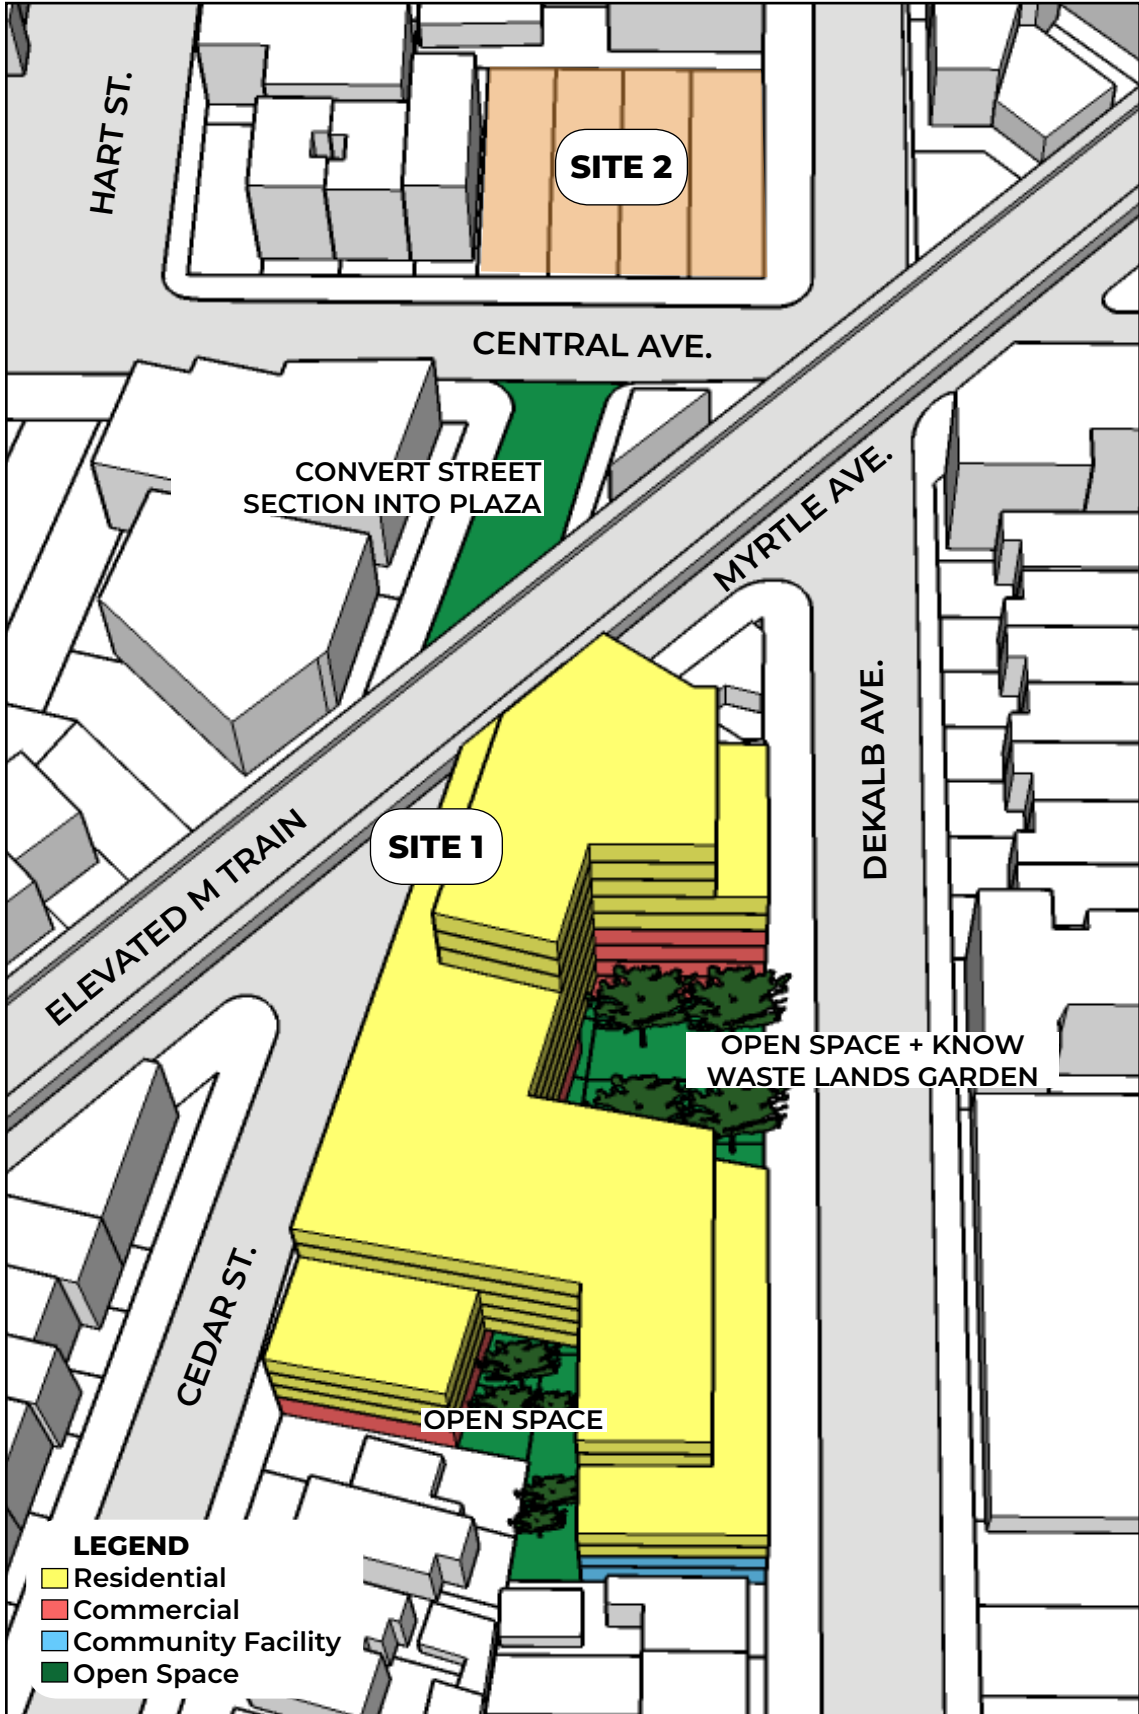 HART ST.
SITE 2
CENTRAL AVE.
CONVERT STREET
SECTION INTO PLAZA
MYRTLE AVE.
DEKALB AVE.
SITE 1
ELEVATED M TRAIN
OPEN SPACE + KNOW
WASTE LANDS GARDEN
CEDAR ST.
OPEN SPACE
LEGEND
Residential
Commercial
Community Facility
Open Space